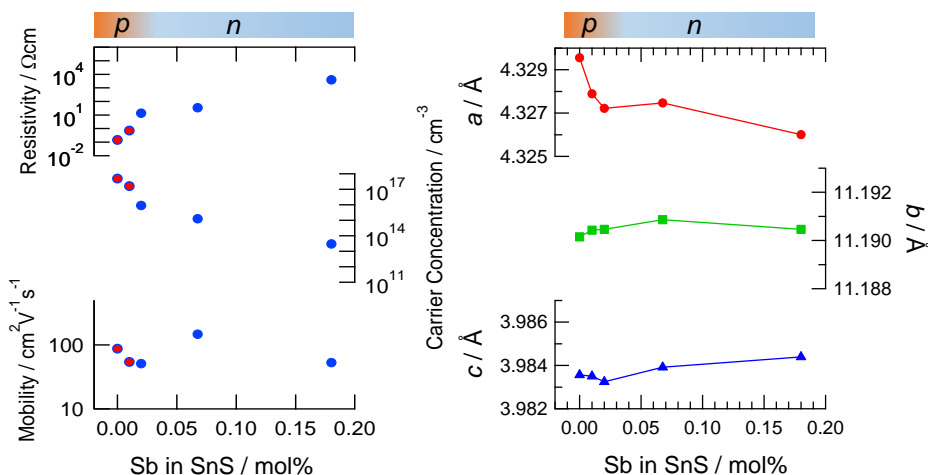 p n
Resistivity / Ωcm
10^4
10^1
10^-2
Carrier Concentration / cm^-3
10^17
10^14
10^11
Mobility / cm^2V^-1s^-1
100
10
0.00 0.05 0.10 0.15 0.20
Sb in SnS / mol%
p n
a / Å
4.329
4.327
4.325
b / Å
11.192
11.190
11.188
c / Å
3.986
3.984
3.982
0.00 0.05 0.10 0.15 0.20
Sb in SnS / mol%